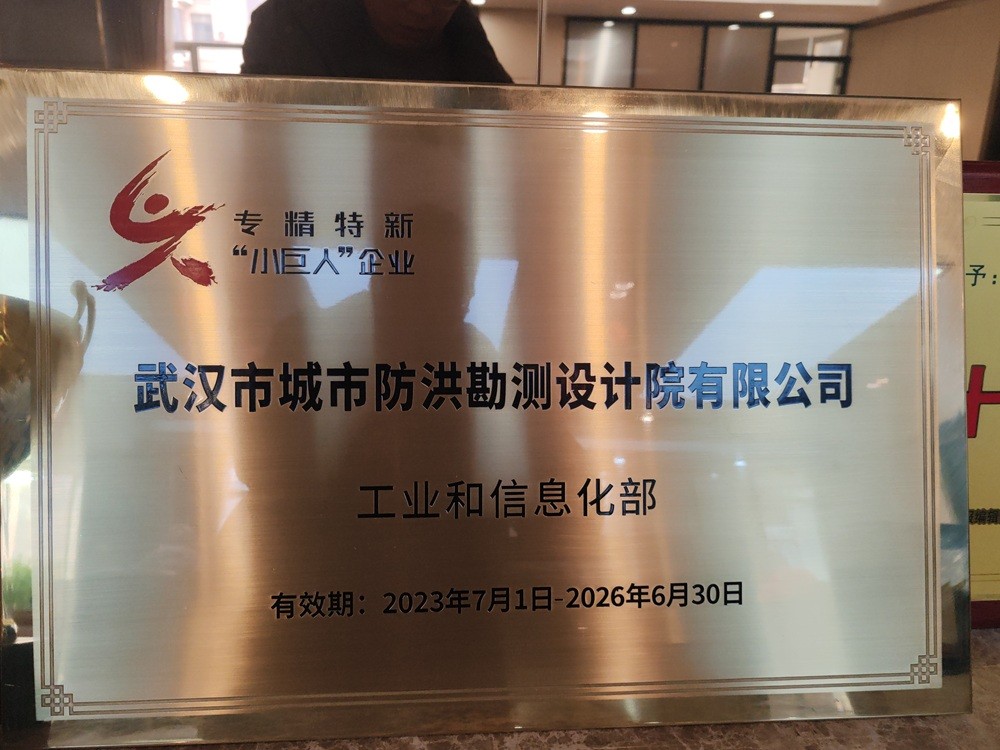 专精特新
“小巨人”企业
武汉市城市防洪勘测设计院有限公司
工业和信息化部
有效期：2023年7月1日-2026年6月30日
予：